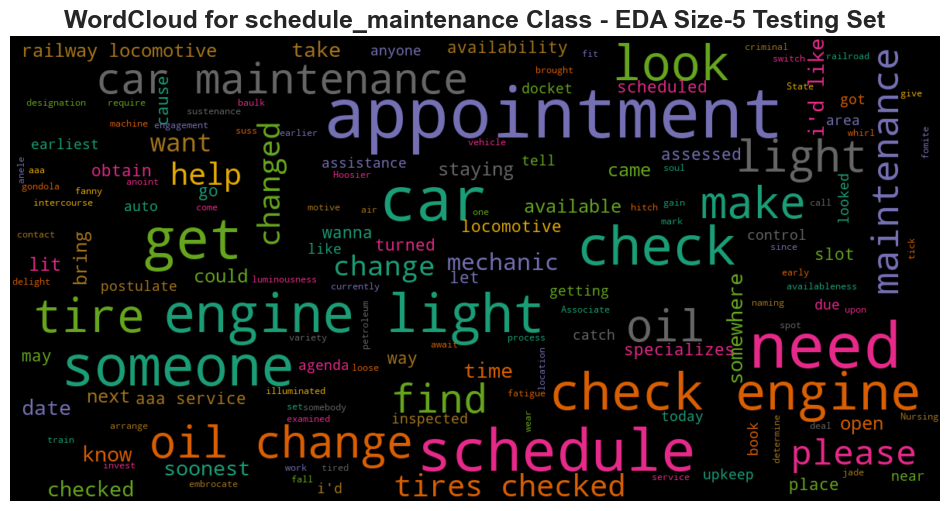 WordCloud for schedule_maintenance Class - EDA Size-5 Testing Set
railway locomotive
take
anyone
availability
fit
criminal
switch
railroad
car maintenance
cause
brought
docket
look
scheduled
State
i'd like
got
give
maintenance
designation
require
sustenance
baulk
appointment
area
machine
engagement
suss
earlier
vehicle
whirl
earliest
want
changed
assistance
staying
tell
came
assessed
light
fomite
anele
aaa
obtain
help
Hoosier
soul
looked
gondola
fanny
anoint
go
car
available
make
call
intercourse
auto
come
motive
air
one
locomotive
hitch
gain
mark
contact
bring
get
wanna
like
turned
check
control
since
slot
tick
lit
could
change
mechanic
let
early
delight
postulate
luminousness
currently
getting
somewhere
availableness
tire
engine light
variety
petroleum
process
Associate
catch
oil
naming
due
upon
spot
may
someone
agenda
loose
await
way
time
specializes
location
need
date
next
aaa service
illuminated
set
somebody
find
fatigue
check engine
examined
inspected
wear
today
book
determine
deal
open
Nursing
arrange
know
oil change
schedule
please
train
invest
soonest
work
fall
tired
service
upkeep
place
jade
near
checked
embrocate
i'd
tires checked